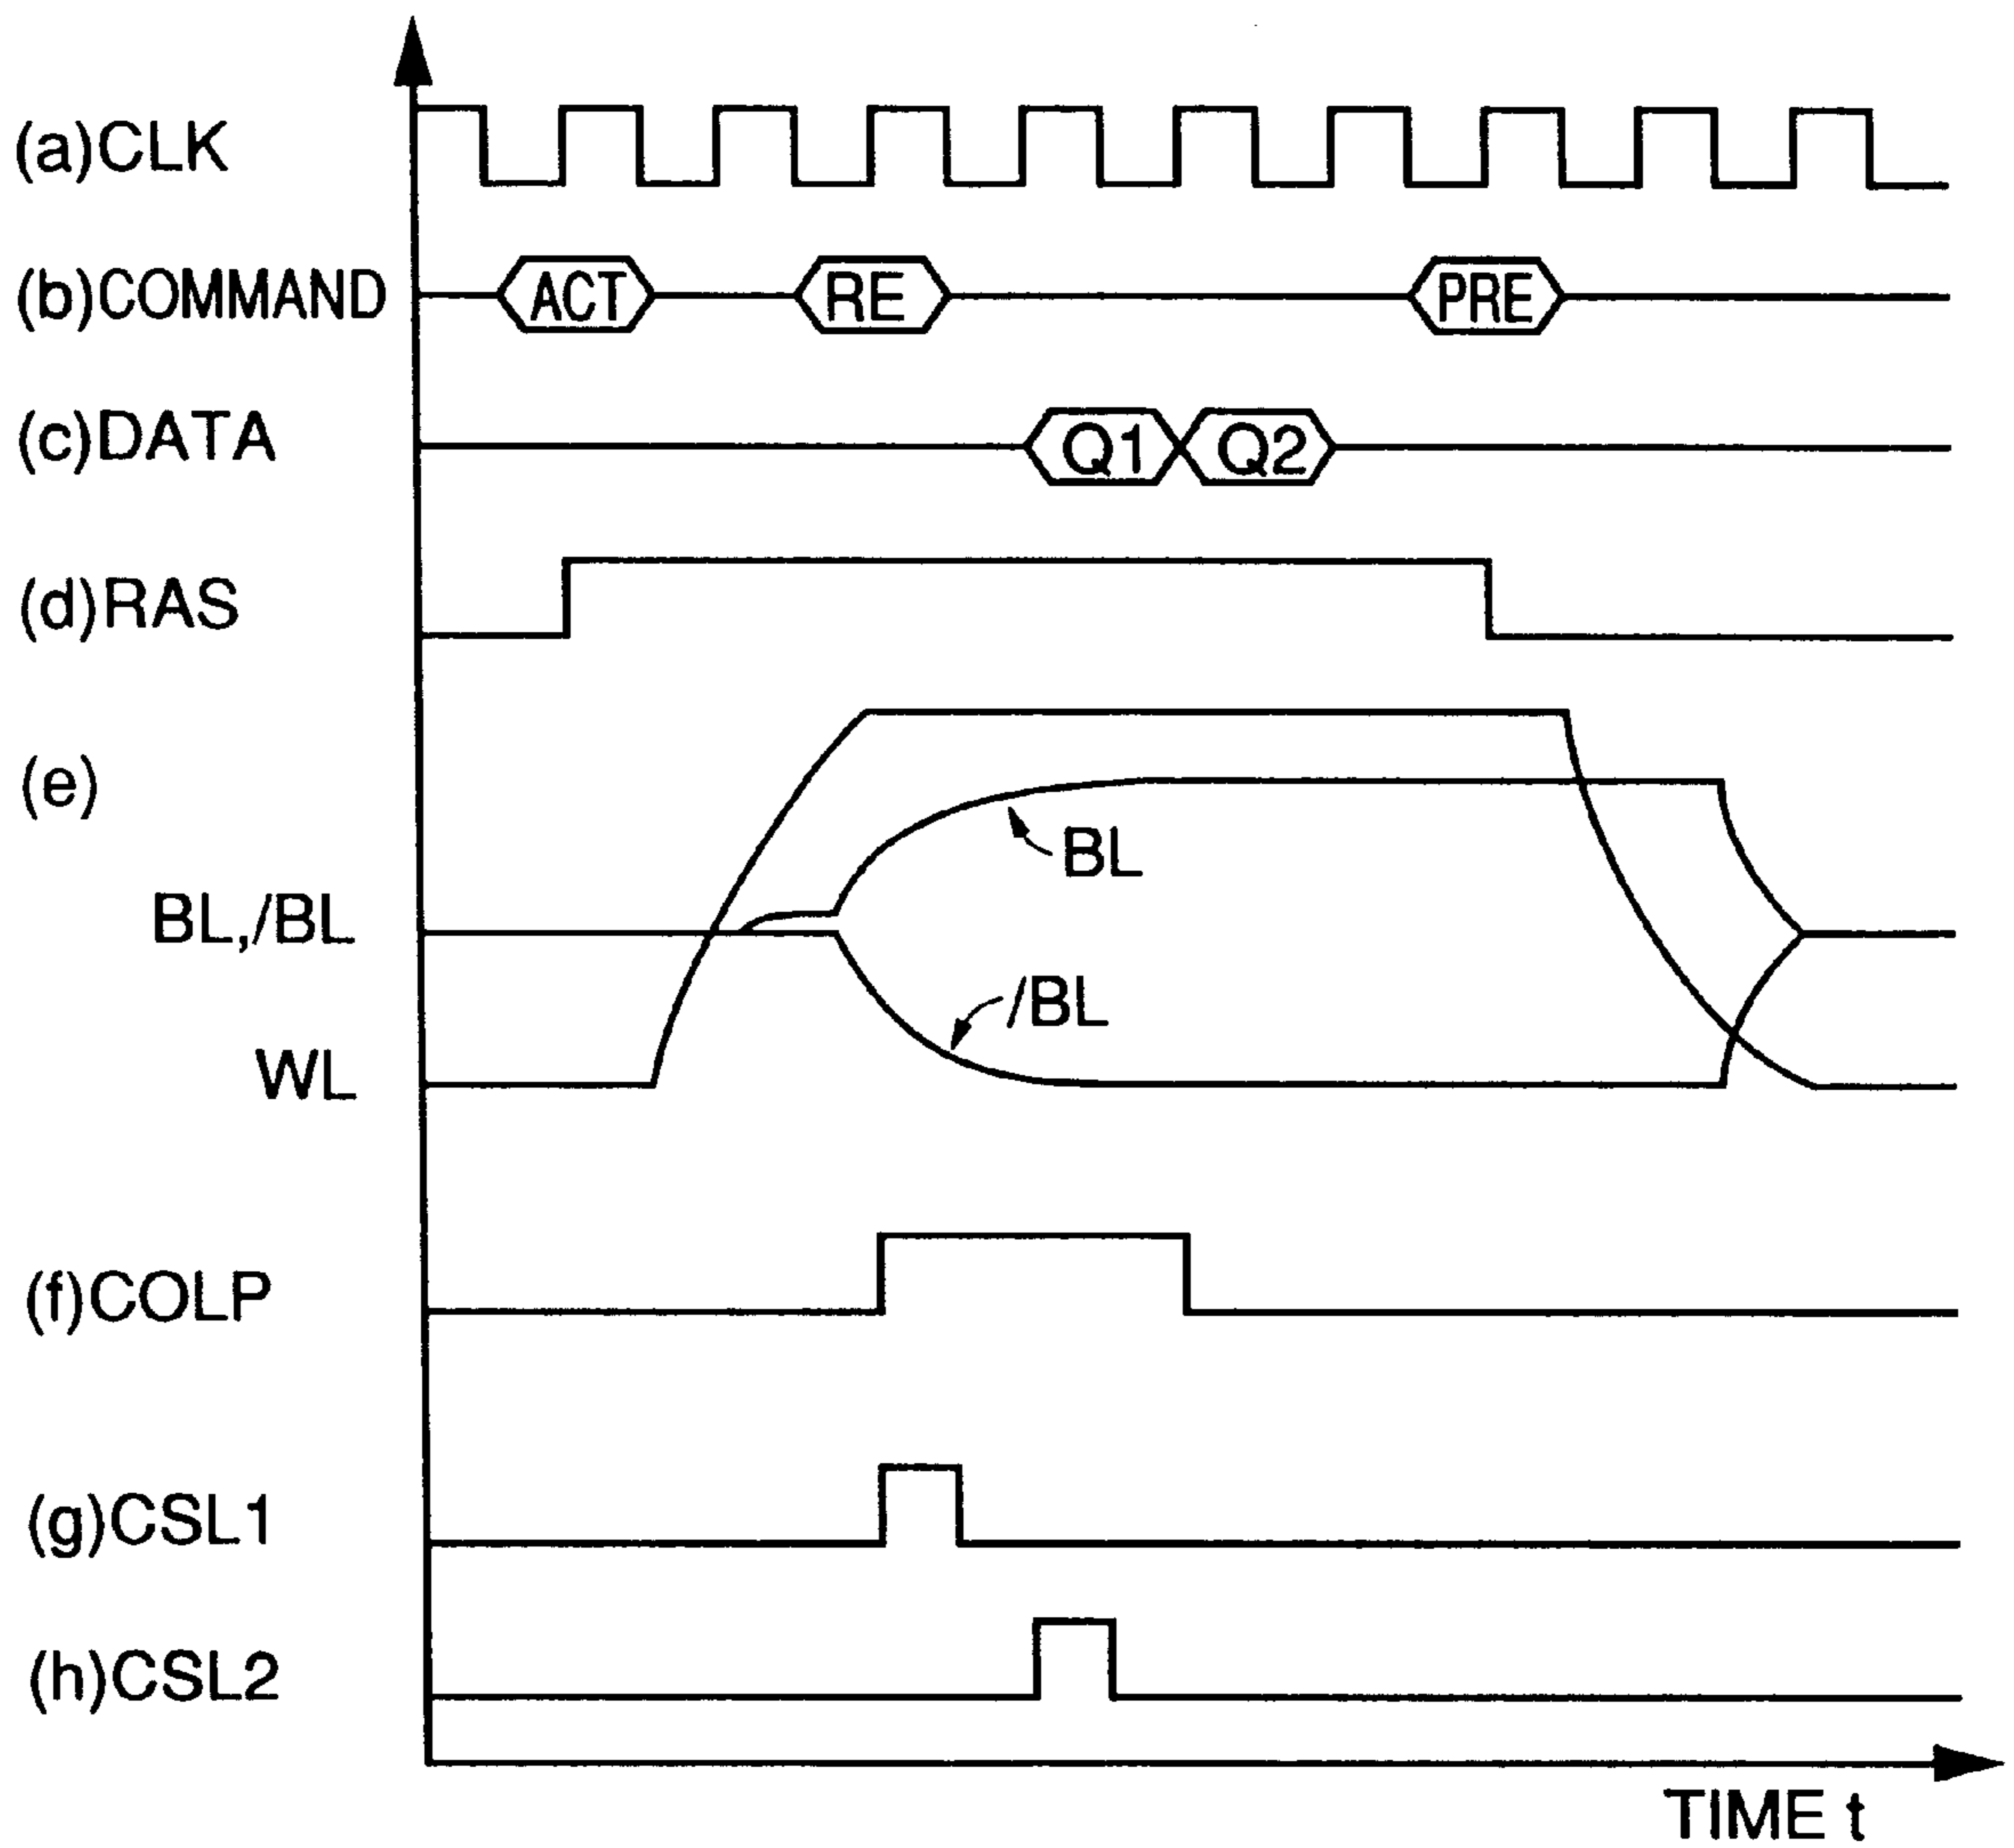 (a)CLK
(b)COMMAND
ACT
RE
PRE
(c)DATA
Q1
Q2
(d)RAS
(e)
BL
BL,/BL
/BL
WL
(f)COLP
(g)CSL1
(h)CSL2
TIME t